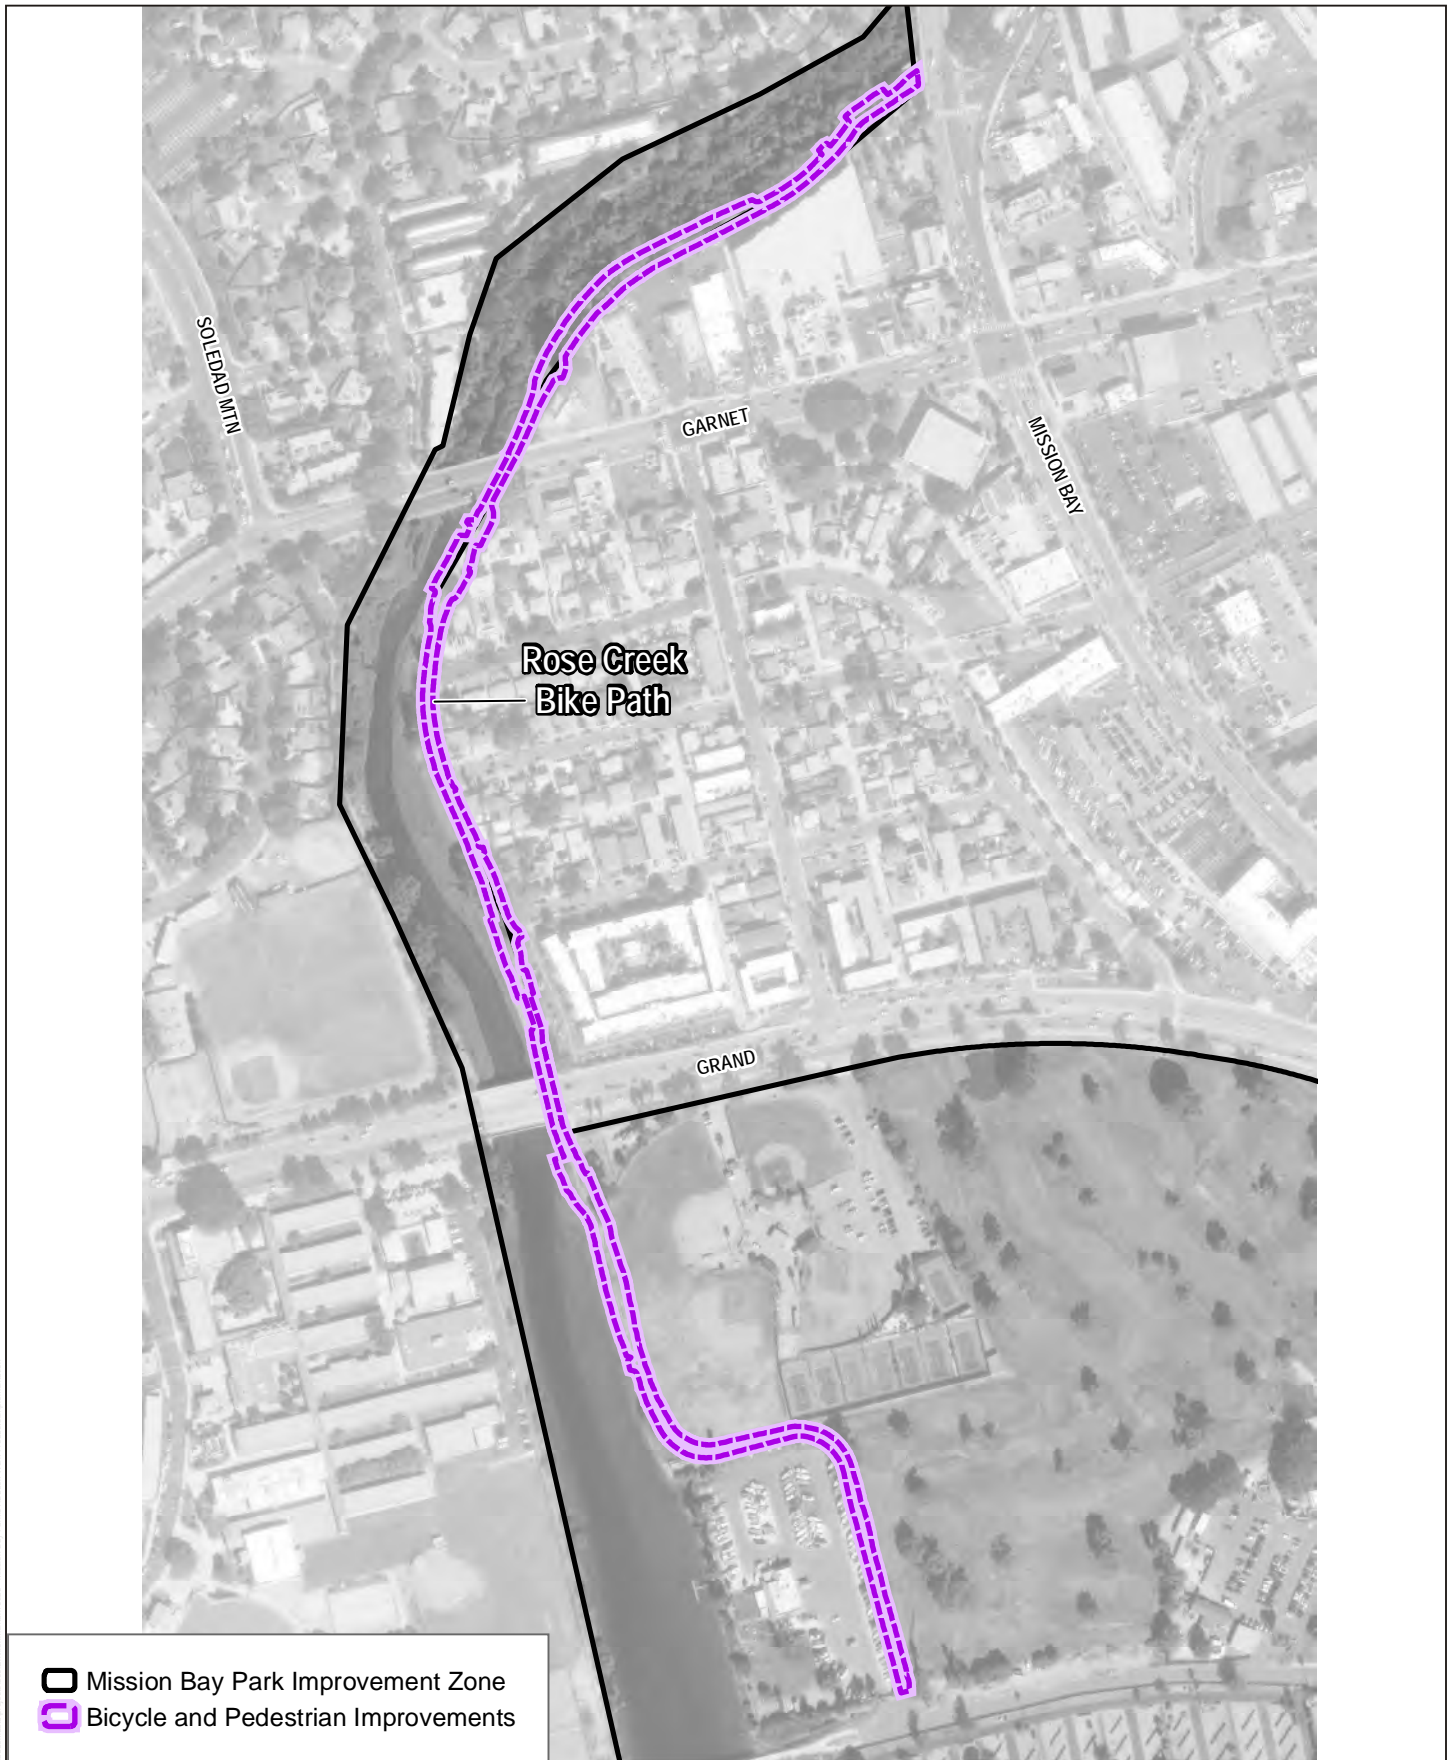 SOLEDAD MTN
GARNET
MISSION BAY
Rose Creek
Bike Path
GRAND
Mission Bay Park Improvement Zone
Bicycle and Pedestrian Improvements